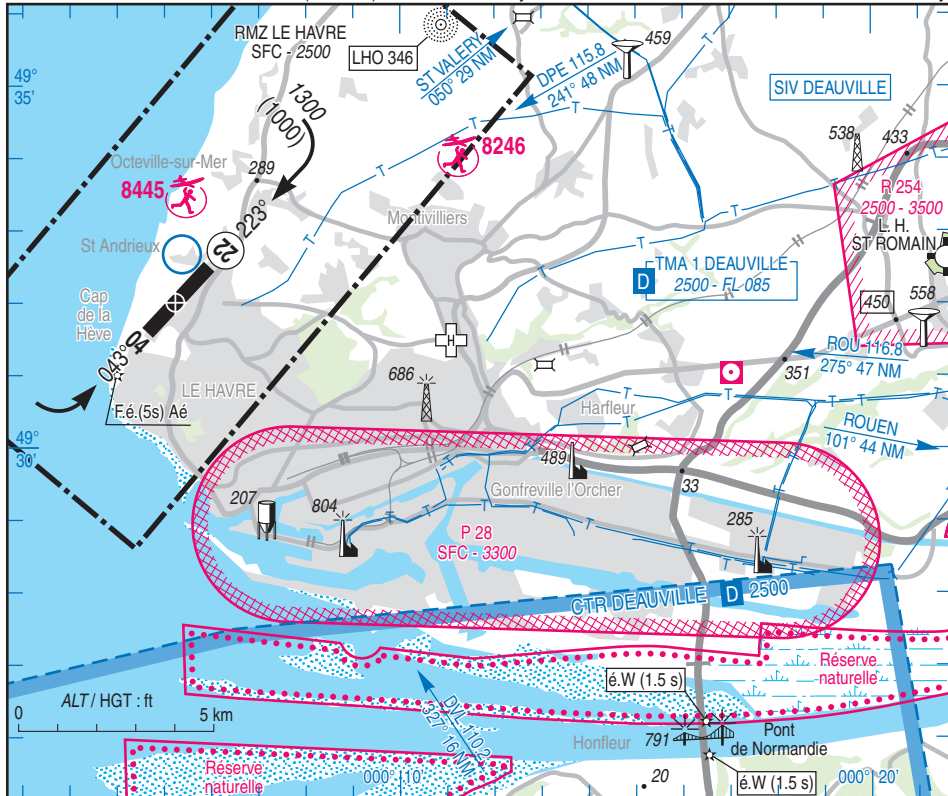 RMZ LE HAVRE
SFC - 2500
LHO 346
ST VALERY
050° 29 NM
DPE 115.8
241° 48 NM
459
49°
35'
SIV DEAUVILLE
1300
(1000)
538
433
8246
Octeville-sur-Mer
289
8445
R 254
2500 - 3500
L. H.
ST ROMAIN
Montivilliers
22
223°
St Andrieux
D
TMA 1 DEAUVILLE
2500 - FL 085
450
558
Cap
de la
Hève
04
043°
ROU 116.8
275° 47 NM
351
LE HAVRE
686
F.é.(5s) Aé
Harfleur
ROUEN
101° 44 NM
49°
30'
489
33
Gonfreville l'Orcher
207
804
P 28
SFC - 3300
285
CTR DEAUVILLE D 2500
Réserve
naturelle
é.W (1.5 s)
ALT / HGT : ft
0
5 km
DVL 110.2
327° 16 NM
Honfleur
791
Pont
de Normandie
Réserve
naturelle
000° 10'
20
é.W (1.5 s)
000° 20'